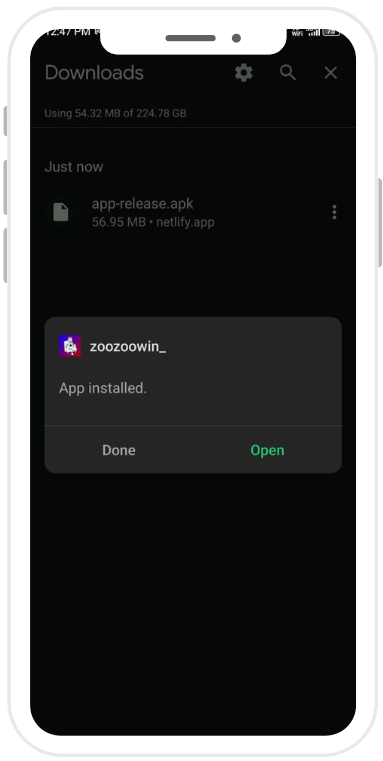 12:47 PM
Downloads
Using 54.32 MB of 224.78 GB
Just now
app-release.apk
56.95 MB • netlify.app
zoozoowin_
App installed.
Done
Open